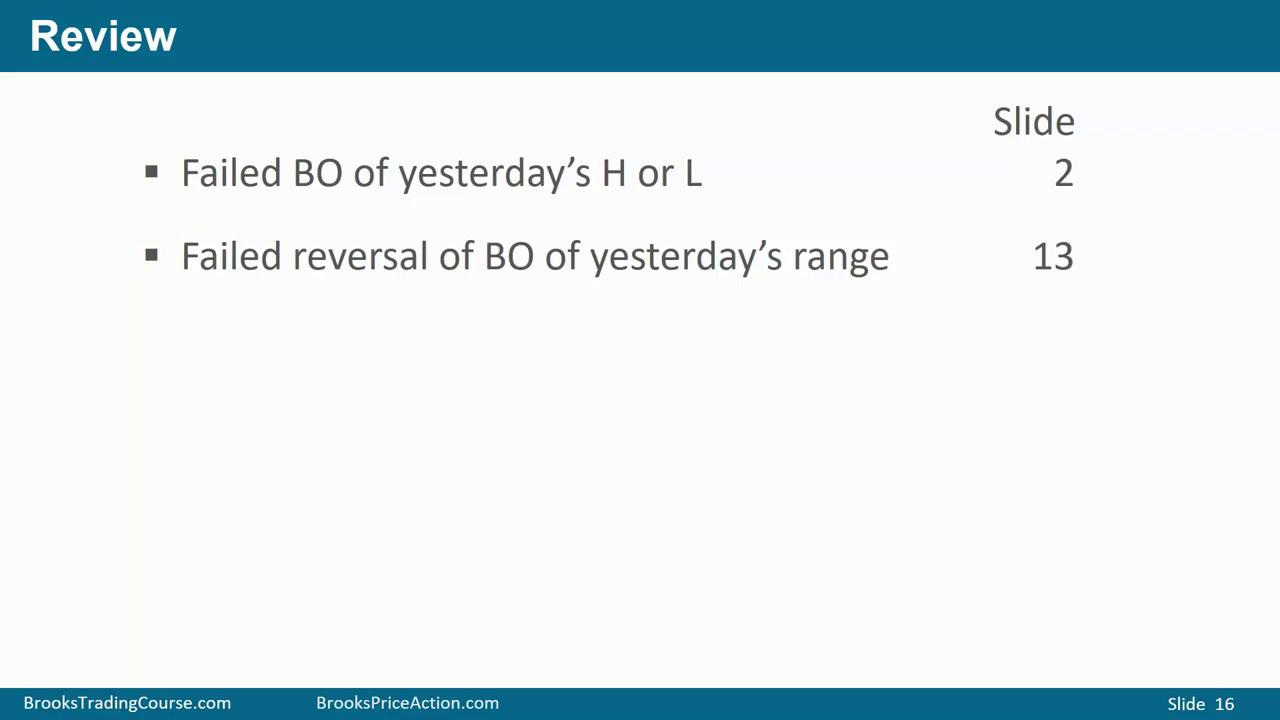 Review
Slide
▪ Failed BO of yesterday’s H or L 2
▪ Failed reversal of BO of yesterday’s range 13
BrooksTradingCourse.com BrooksPriceAction.com Slide 16